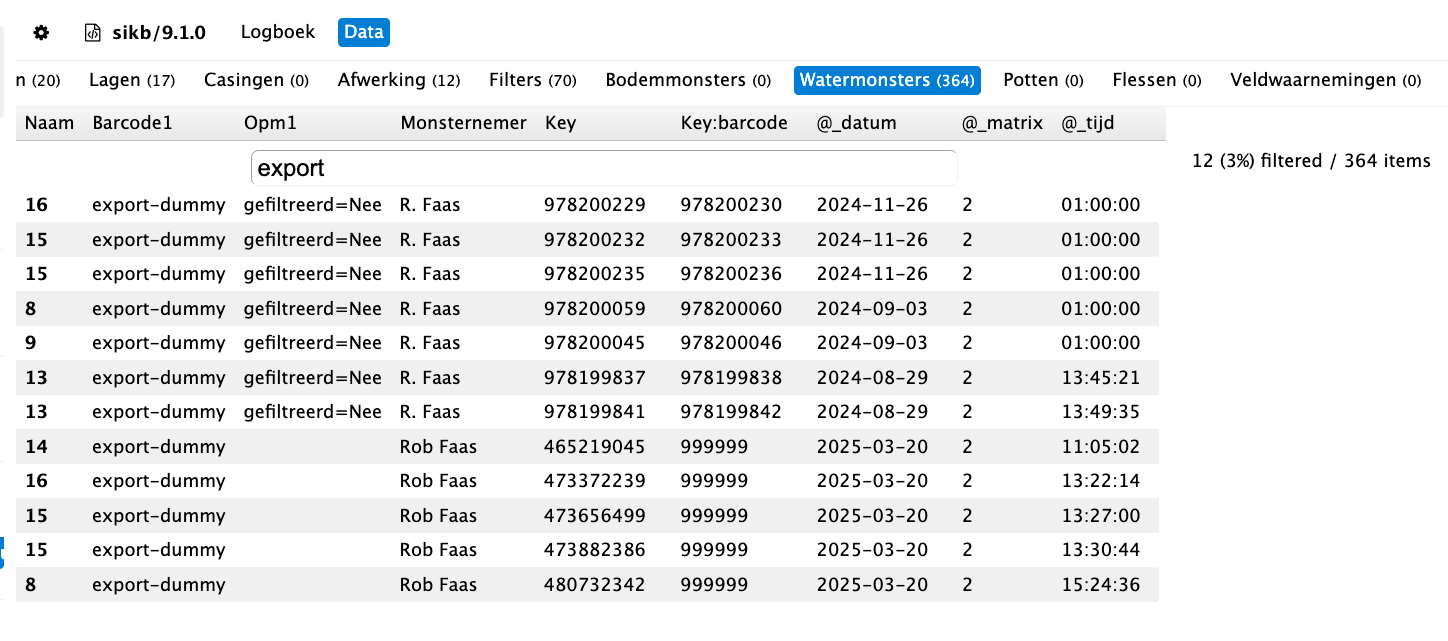 sikb/9.1.0 Logboek Data
n (20) Lagen (17) Casingen (0) Afwerking (12) Filters (70) Bodemmonsters (0) Watermonsters (364) Potten (0) Flessen (0) Veldwaarnemingen (0)
Naam Barcode1 Opm1 Monsternemer Key Key:barcode @_datum @_matrix @_tijd
export
12 (3%) filtered / 364 items
16 export-dummy gefiltreerd=Nee R. Faas 978200229 978200230 2024-11-26 2 01:00:00
15 export-dummy gefiltreerd=Nee R. Faas 978200232 978200233 2024-11-26 2 01:00:00
15 export-dummy gefiltreerd=Nee R. Faas 978200235 978200236 2024-11-26 2 01:00:00
8 export-dummy gefiltreerd=Nee R. Faas 978200059 978200060 2024-09-03 2 01:00:00
9 export-dummy gefiltreerd=Nee R. Faas 978200045 978200046 2024-09-03 2 01:00:00
13 export-dummy gefiltreerd=Nee R. Faas 978199837 978199838 2024-08-29 2 13:45:21
13 export-dummy gefiltreerd=Nee R. Faas 978199841 978199842 2024-08-29 2 13:49:35
14 export-dummy Rob Faas 465219045 999999 2025-03-20 2 11:05:02
16 export-dummy Rob Faas 473372239 999999 2025-03-20 2 13:22:14
15 export-dummy Rob Faas 473656499 999999 2025-03-20 2 13:27:00
15 export-dummy Rob Faas 473882386 999999 2025-03-20 2 13:30:44
8 export-dummy Rob Faas 480732342 999999 2025-03-20 2 15:24:36